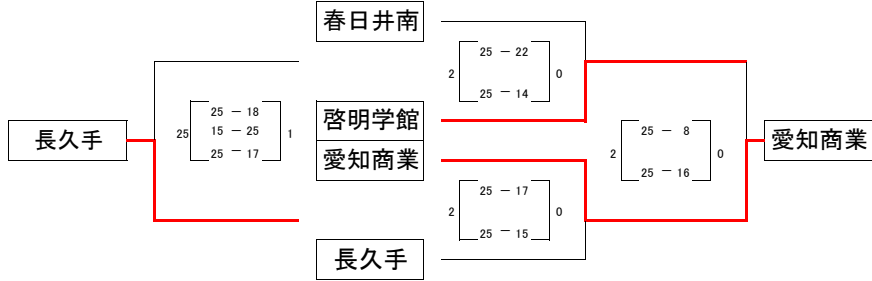 春日井南
2
25 － 22
25 － 14
0
25
25 － 18
15 － 25
25 － 17
1
啓明学館
長久手
愛知商業
2
25 － 8
25 － 16
0
愛知商業
2
25 － 17
25 － 15
0
長久手